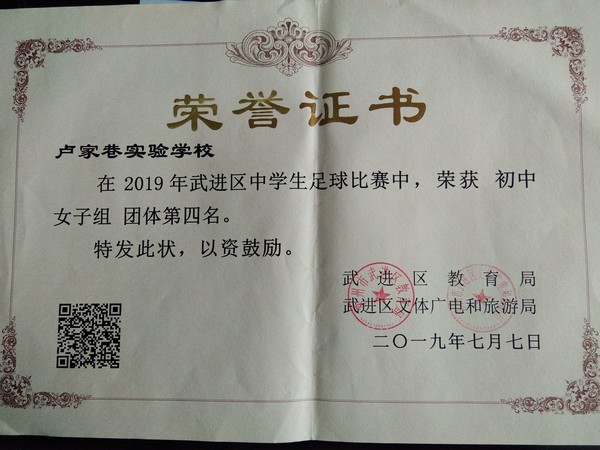 荣誉证书
卢家巷实验学校
在 2019 年武进区中学生足球比赛中，荣获 初中
女子组 团体第四名。
特发此状，以资鼓励。
武进区教育局
武进区文体广电和旅游局
二〇一九年七月七日